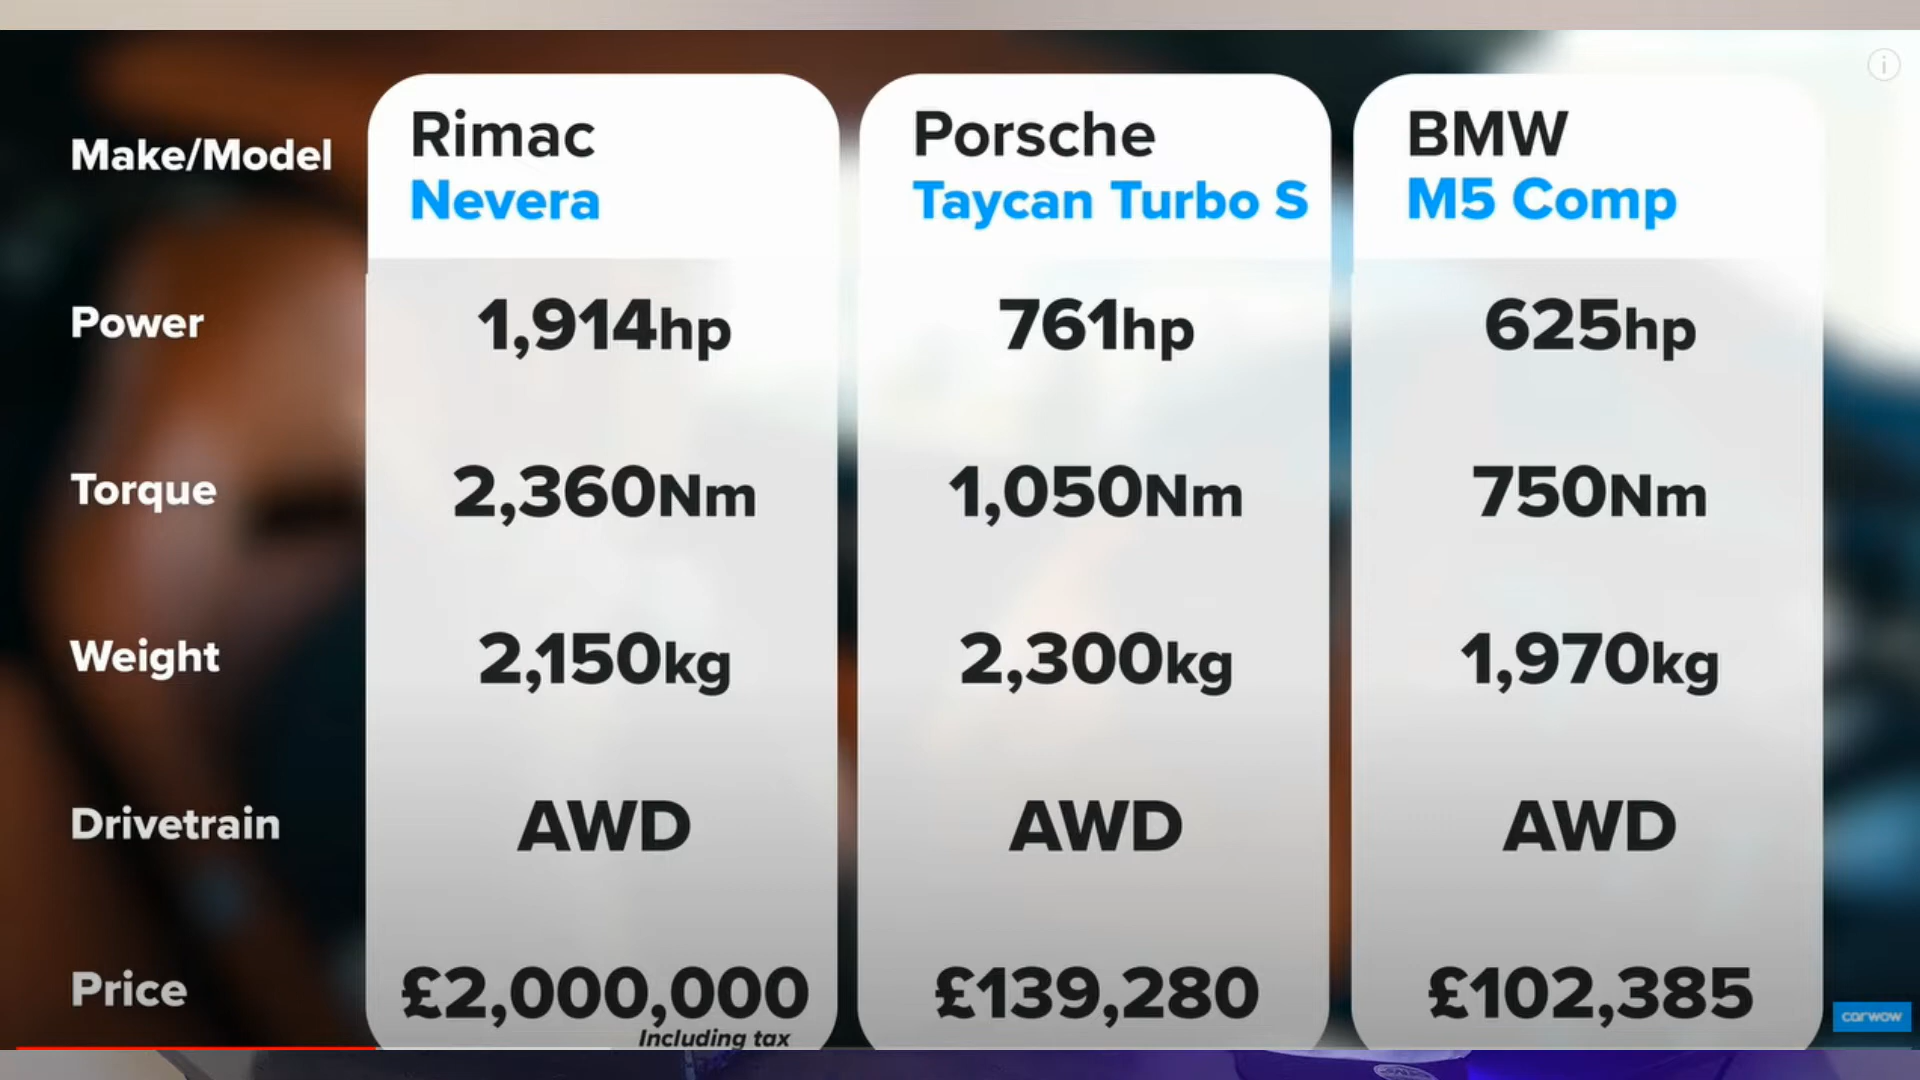 Make/Model
Rimac
Nevera
Porsche
Taycan Turbo S
BMW
M5 Comp
Power
1,914hp
761hp
625hp
Torque
2,360Nm
1,050Nm
750Nm
Weight
2,150kg
2,300kg
1,970kg
Drivetrain
AWD
AWD
AWD
Price
£2,000,000
Including tax
£139,280
£102,385
carwow